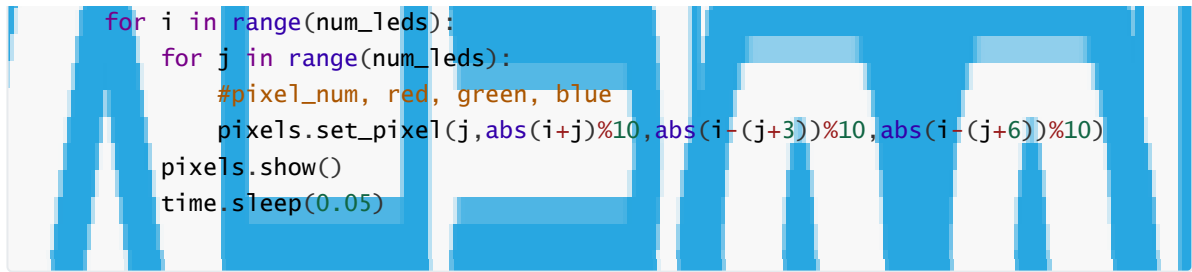 for i in range(num_leds):
for j in range(num_leds):
#pixel_num, red, green, blue
pixels.set_pixel(j,abs(i+j)%10,abs(i-(j+3))%10,abs(i-(j+6))%10)
pixels.show()
time.sleep(0.05)